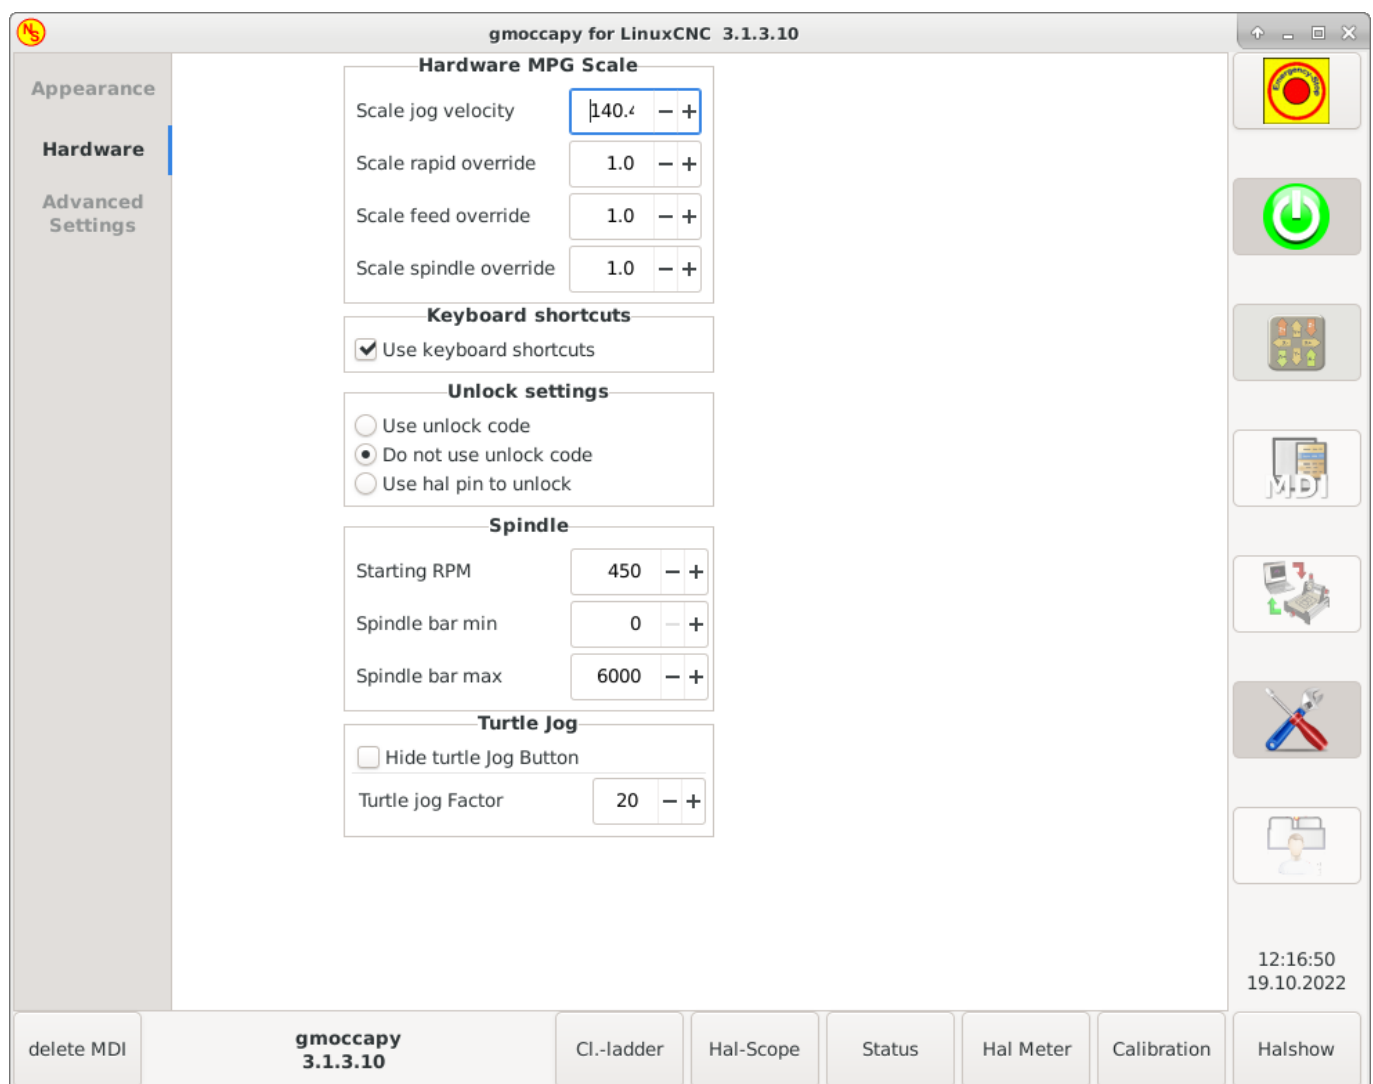 gmoccapy for LinuxCNC 3.1.3.10
NS
Appearance
Hardware
Advanced
Settings
Hardware MPG Scale
Scale jog velocity
140.4
Scale rapid override
1.0
Scale feed override
1.0
Scale spindle override
1.0
Keyboard shortcuts
Use keyboard shortcuts
Unlock settings
Use unlock code
Do not use unlock code
Use hal pin to unlock
Spindle
Starting RPM
450
Spindle bar min
0
Spindle bar max
6000
Turtle Jog
Hide turtle Jog Button
Turtle jog Factor
20
Emergency-Stop
MDI
12:16:50
19.10.2022
delete MDI
gmoccapy
3.1.3.10
Cl.-ladder
Hal-Scope
Status
Hal Meter
Calibration
Halshow